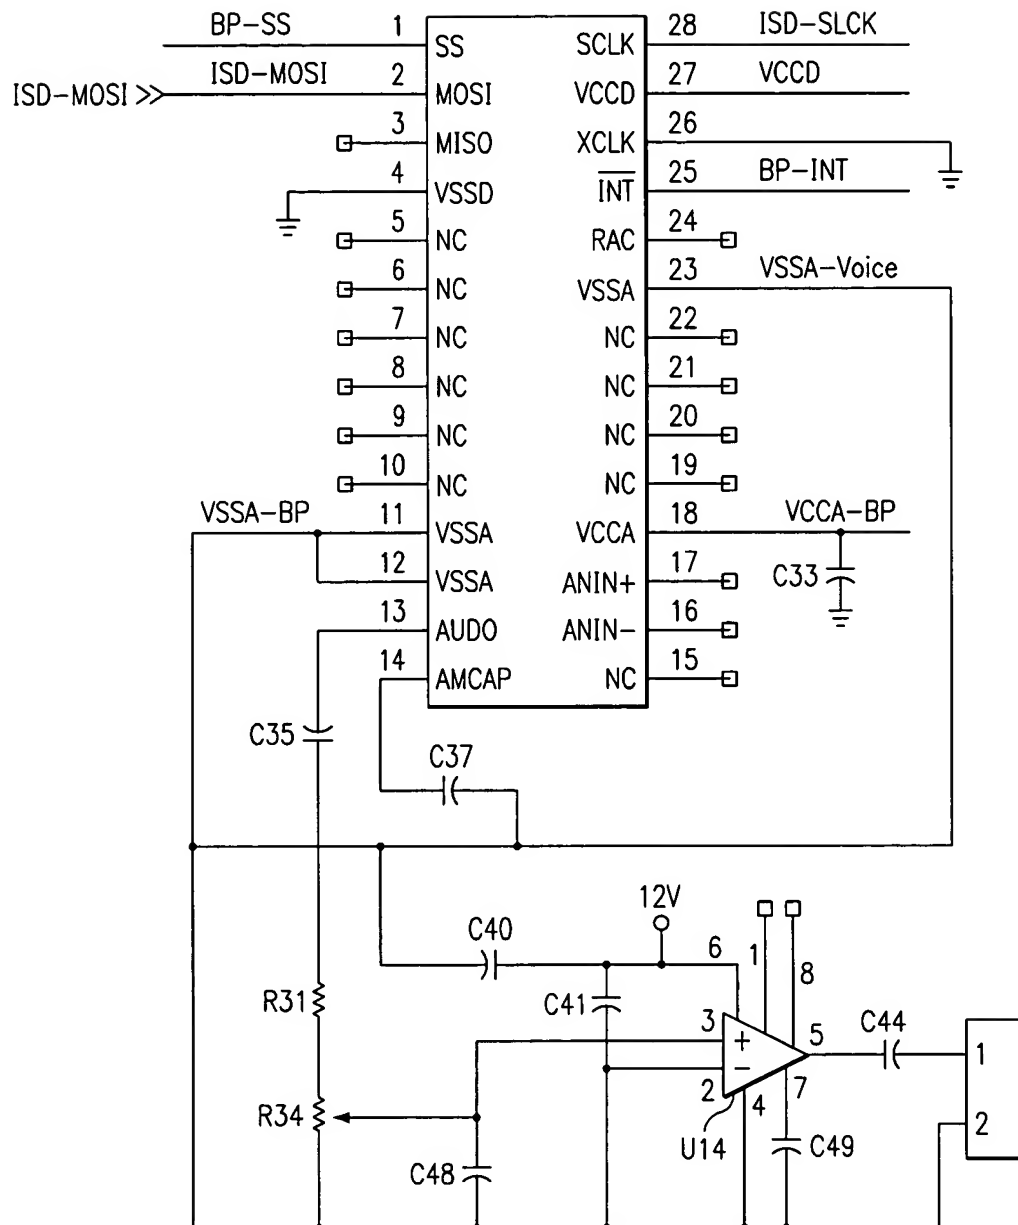 BP-SS 1 SS SCLK 28 ISD-SLCK
ISD-MOSI ISD-MOSI 2 MOSI VCCD 27 VCCD
3 MISO XCLK 26
4 VSSD INT 25 BP-INT
5 NC RAC 24
6 NC VSSA 23 VSSA-Voice
7 NC NC 22
8 NC NC 21
9 NC NC 20
10 NC NC 19
VSSA-BP 11 VSSA VCCA 18 VCCA-BP
12 VSSA ANIN+ 17 C33
13 AUDO ANIN- 16
14 AMCAP NC 15
C35
C37
12V
C40 6 1 8
R31 C41 3 + 5 C44 1
2 - 7
R34 4 2
C48 U14 C49